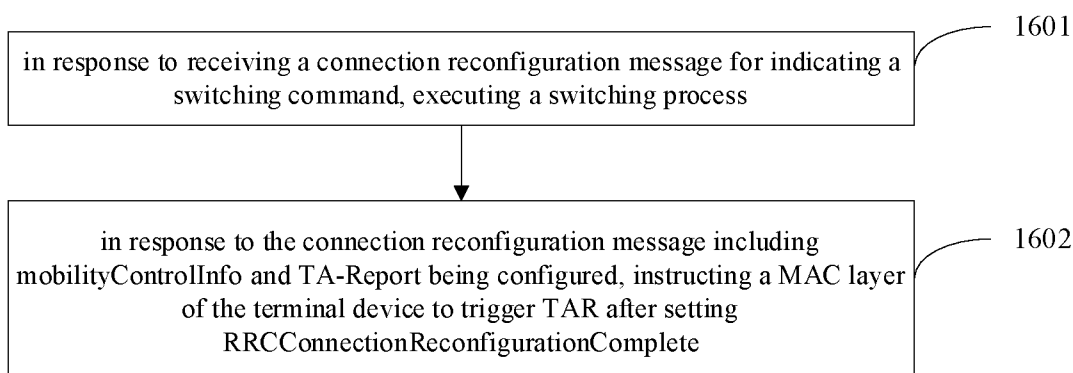 1601
in response to receiving a connection reconfiguration message for indicating a
switching command, executing a switching process
1602
in response to the connection reconfiguration message including
mobilityControlInfo and TA-Report being configured, instructing a MAC layer
of the terminal device to trigger TAR after setting
RRCConnectionReconfigurationComplete